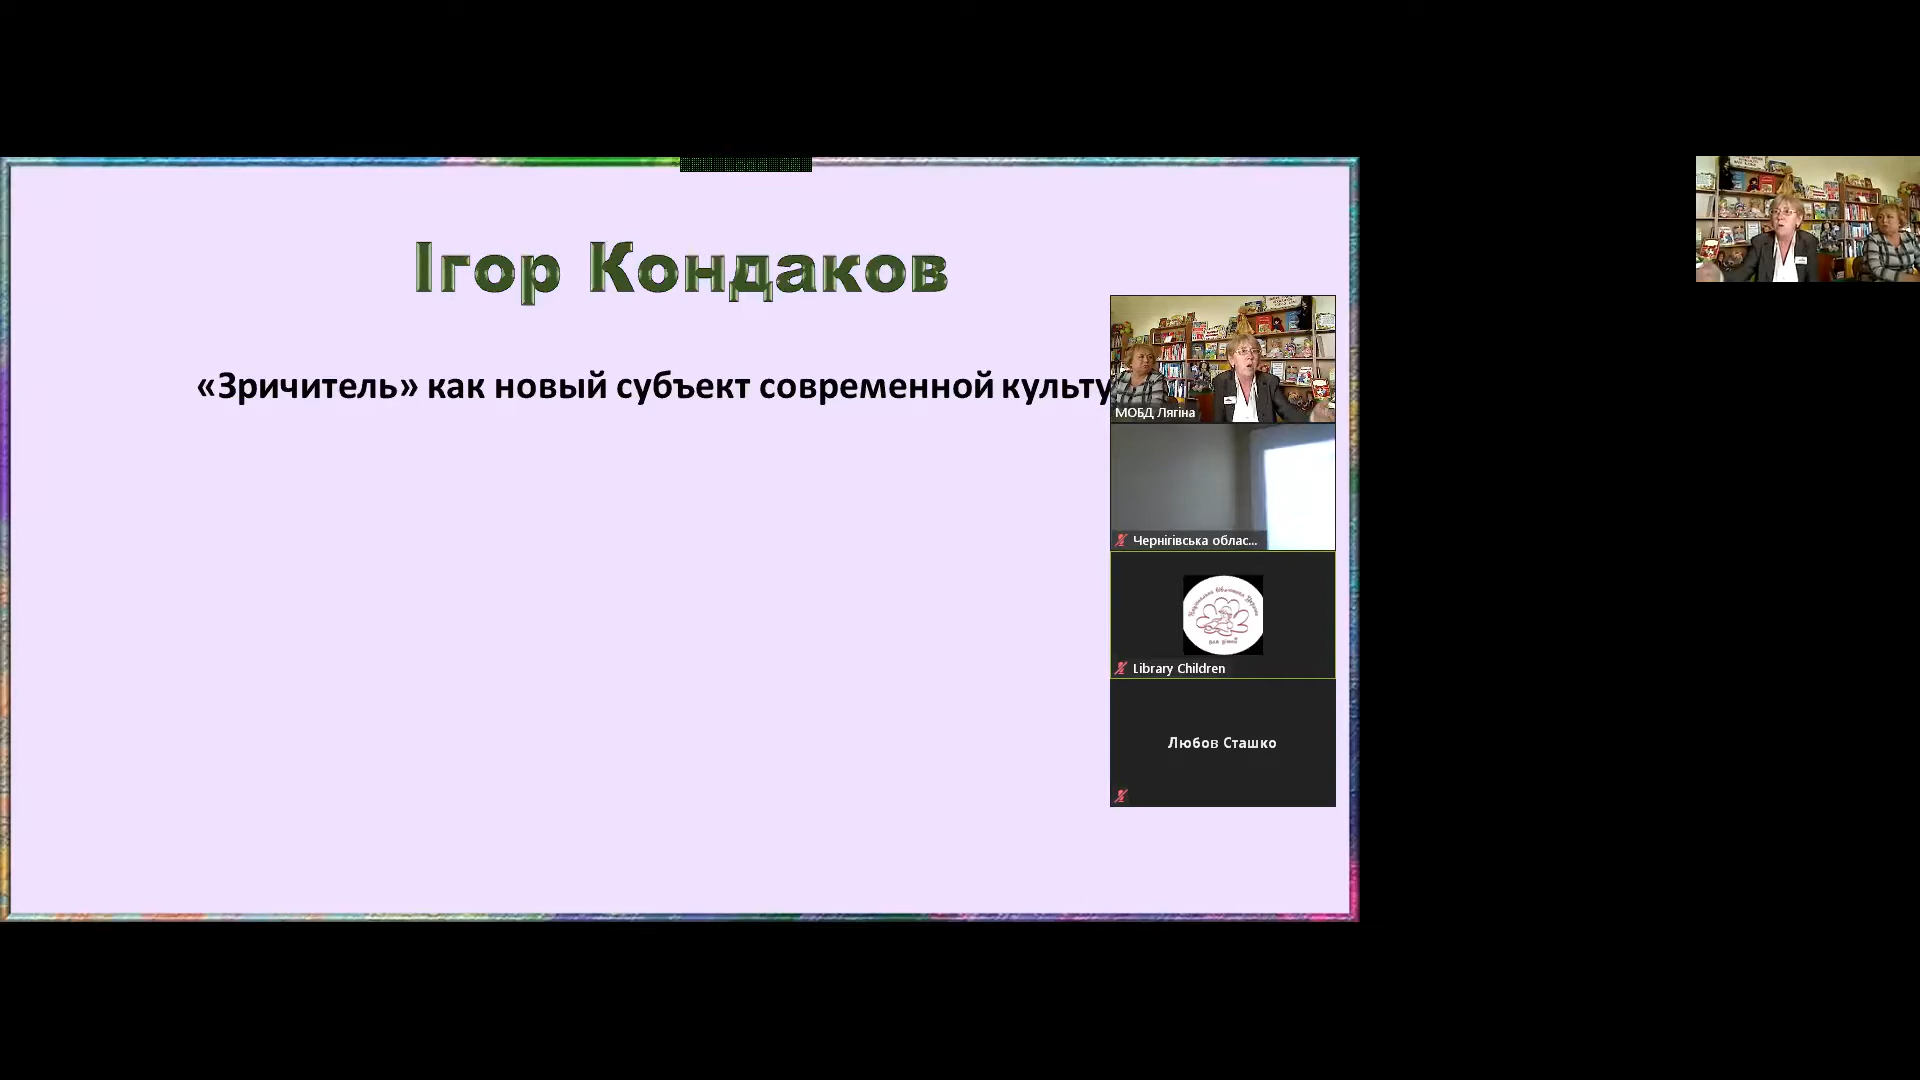 Ігор Кондаков
«Зричитель» как новый субъект современной культу
МОБД Лягіна
Чернігівська облас...
Library Children
Любов Сташко